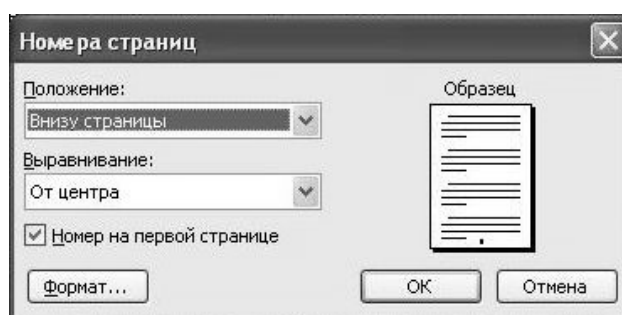 Номера страниц
Положение:
Образец
Внизу страницы
Выравнивание:
От центра
Номер на первой странице
Формат...
ОК
Отмена